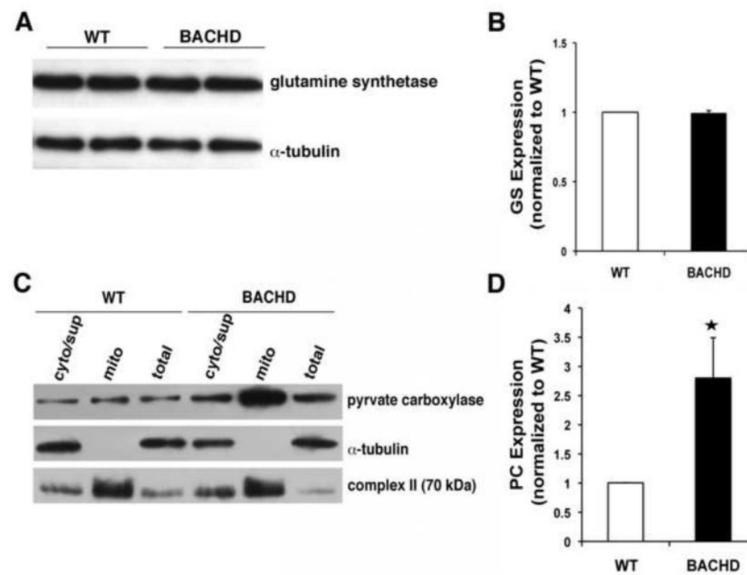 A
WT BACHD
glutamine synthetase
α-tubulin
B
GS Expression
(normalized to WT)
1.5
1
0.5
0
WT BACHD
C
WT BACHD
cyto/sup mito total cyto/sup mito total
pyrvate carboxylase
α-tubulin
complex II (70 kDa)
D
PC Expression
(normalized to WT)
4
3.5
3
2.5
2
1.5
1
0.5
0
WT BACHD